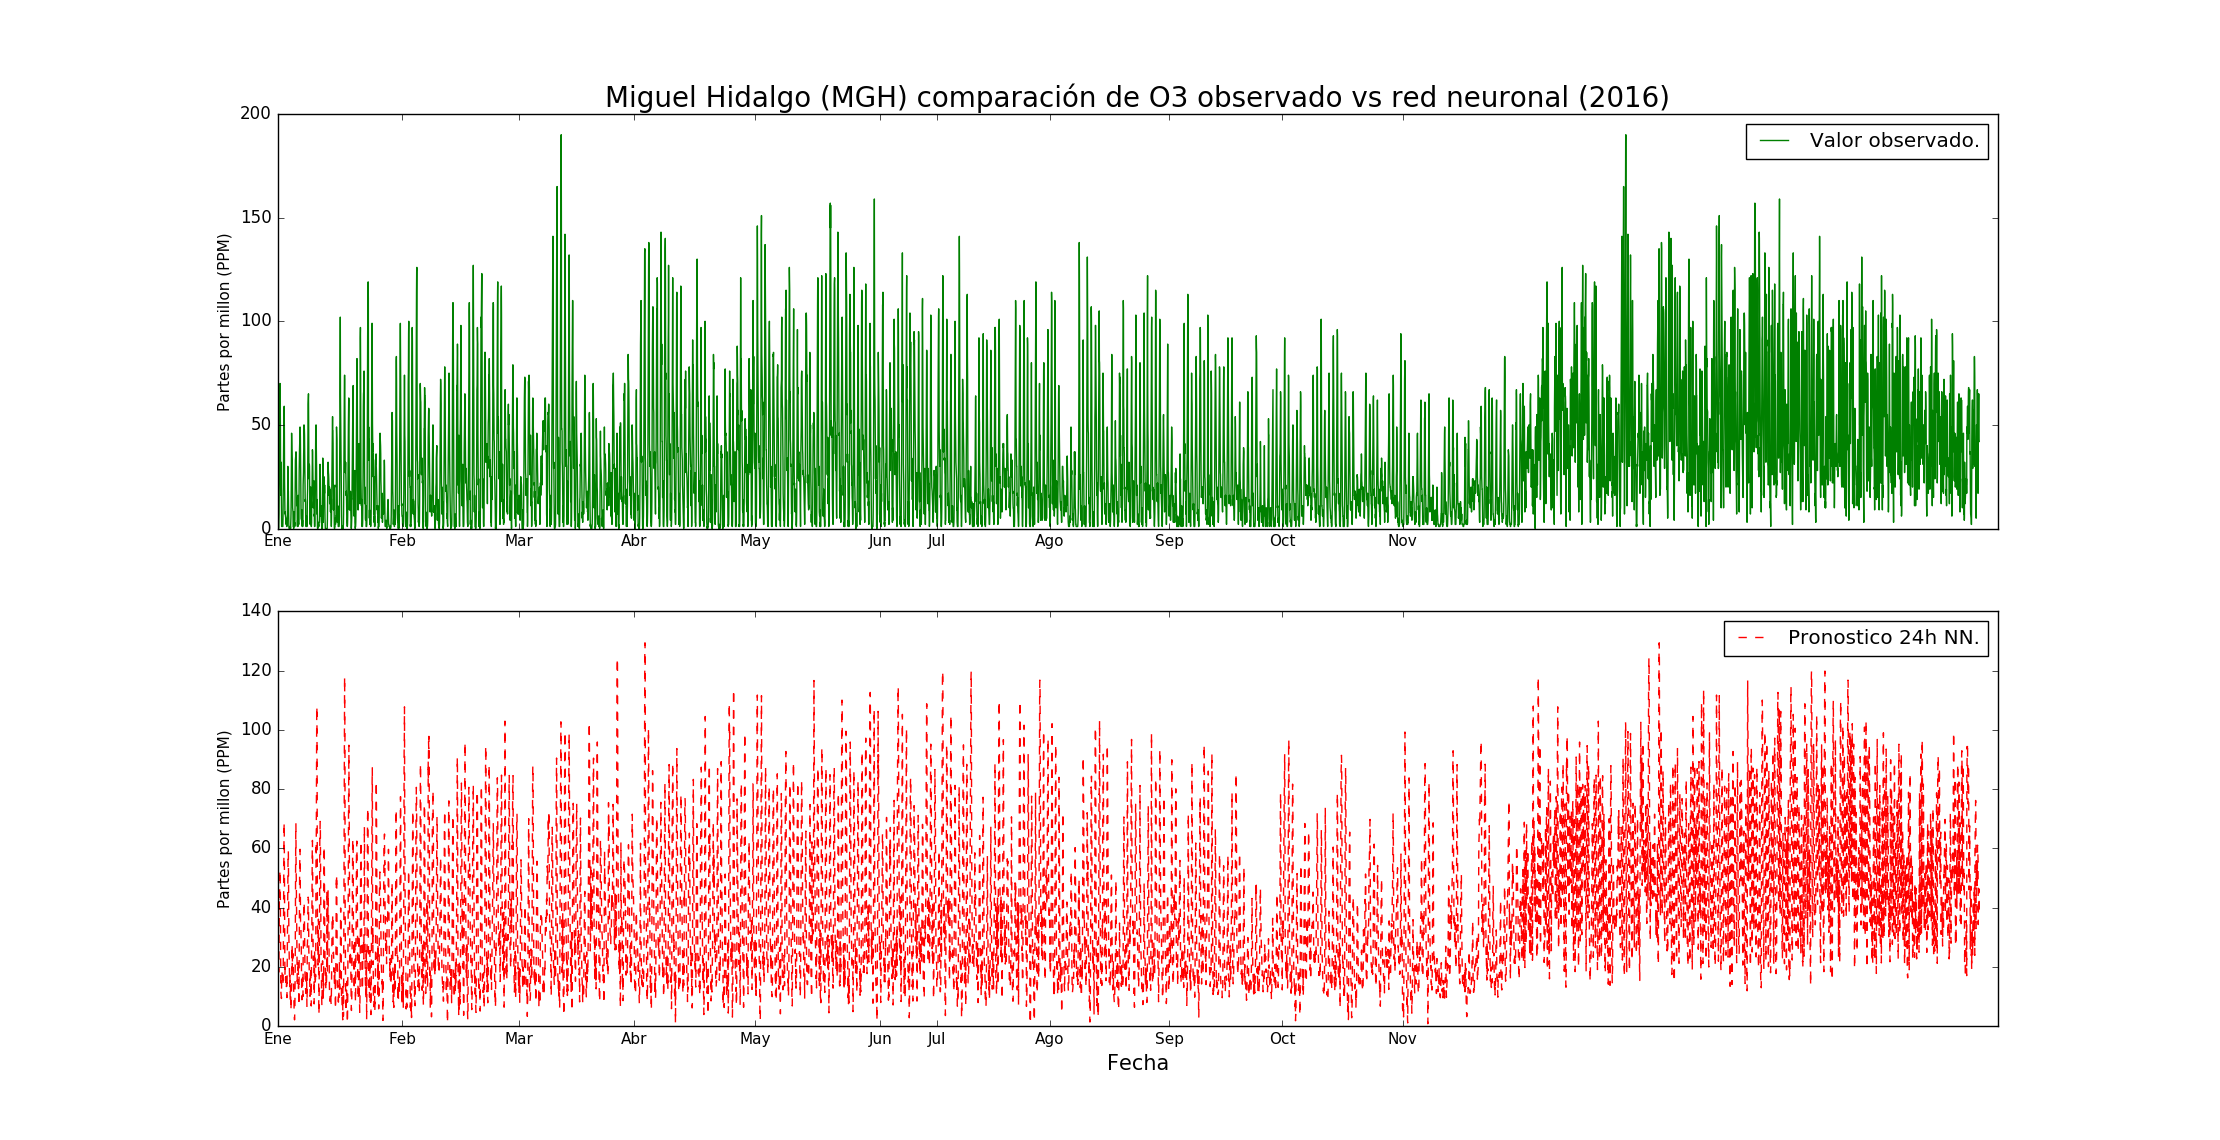 Miguel Hidalgo (MGH) comparación de O3 observado vs red neuronal (2016)
200
150
100
50
0
Partes por millon (PPM)
Valor observado.
Ene Feb Mar Abr May Jun Jul Ago Sep Oct Nov
140
120
100
80
60
40
20
0
Partes por millon (PPM)
Pronostico 24h NN.
Ene Feb Mar Abr May Jun Jul Ago Sep Oct Nov
Fecha